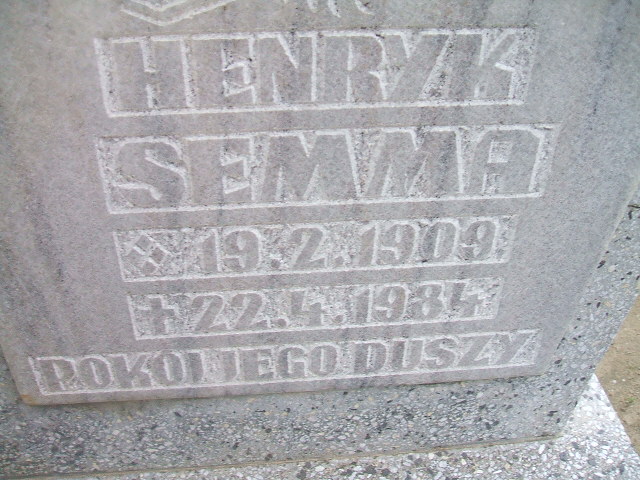 HENRYK
SEMMA
19.2.1909
✝22.4.1984
POKÓJ JEGO DUSZY